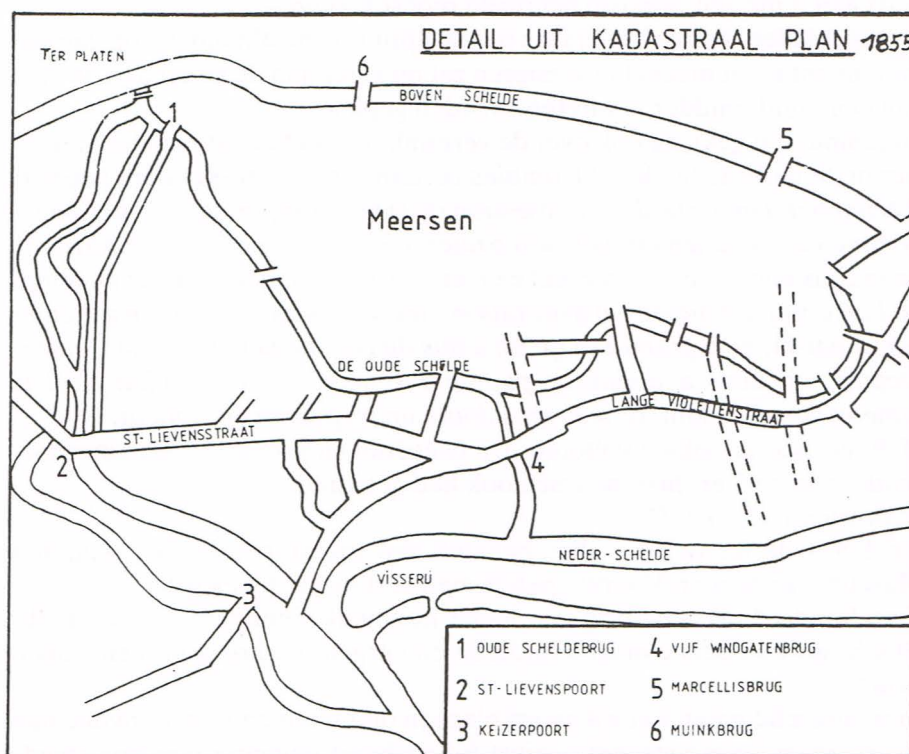 DETAIL UIT KADASTRAAL PLAN 1855
TER PLATEN
6
BOVEN SCHELDE
1
5
Meersen
DE OUDE SCHELDE
LANGE VIOLETTENSTRAAT
ST-LIEVENSSTRAAT
2
4
NEDER-SCHELDE
VISSERIJ
3
1 OUDE SCHELDEBRUG
2 ST-LIEVENSPOORT
3 KEIZERPOORT
4 VIJF WINDGATENBRUG
5 MARCELLISBRUG
6 MUINKBRUG